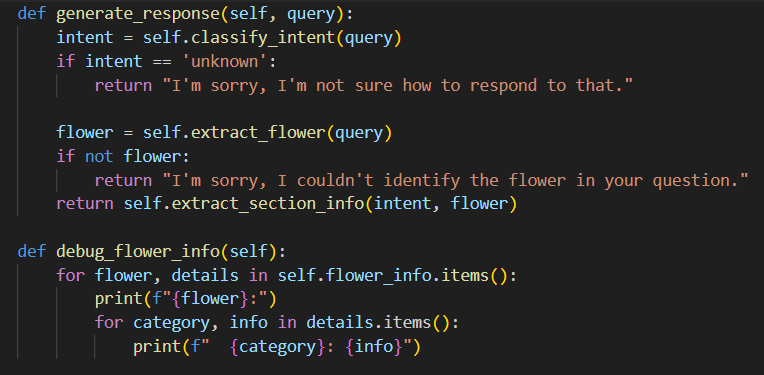 def generate_response(self, query):
    intent = self.classify_intent(query)
    if intent == 'unknown':
        return "I'm sorry, I'm not sure how to respond to that."

    flower = self.extract_flower(query)
    if not flower:
        return "I'm sorry, I couldn't identify the flower in your question."
    return self.extract_section_info(intent, flower)

def debug_flower_info(self):
    for flower, details in self.flower_info.items():
        print(f"{flower}:")
        for category, info in details.items():
            print(f"  {category}: {info}")